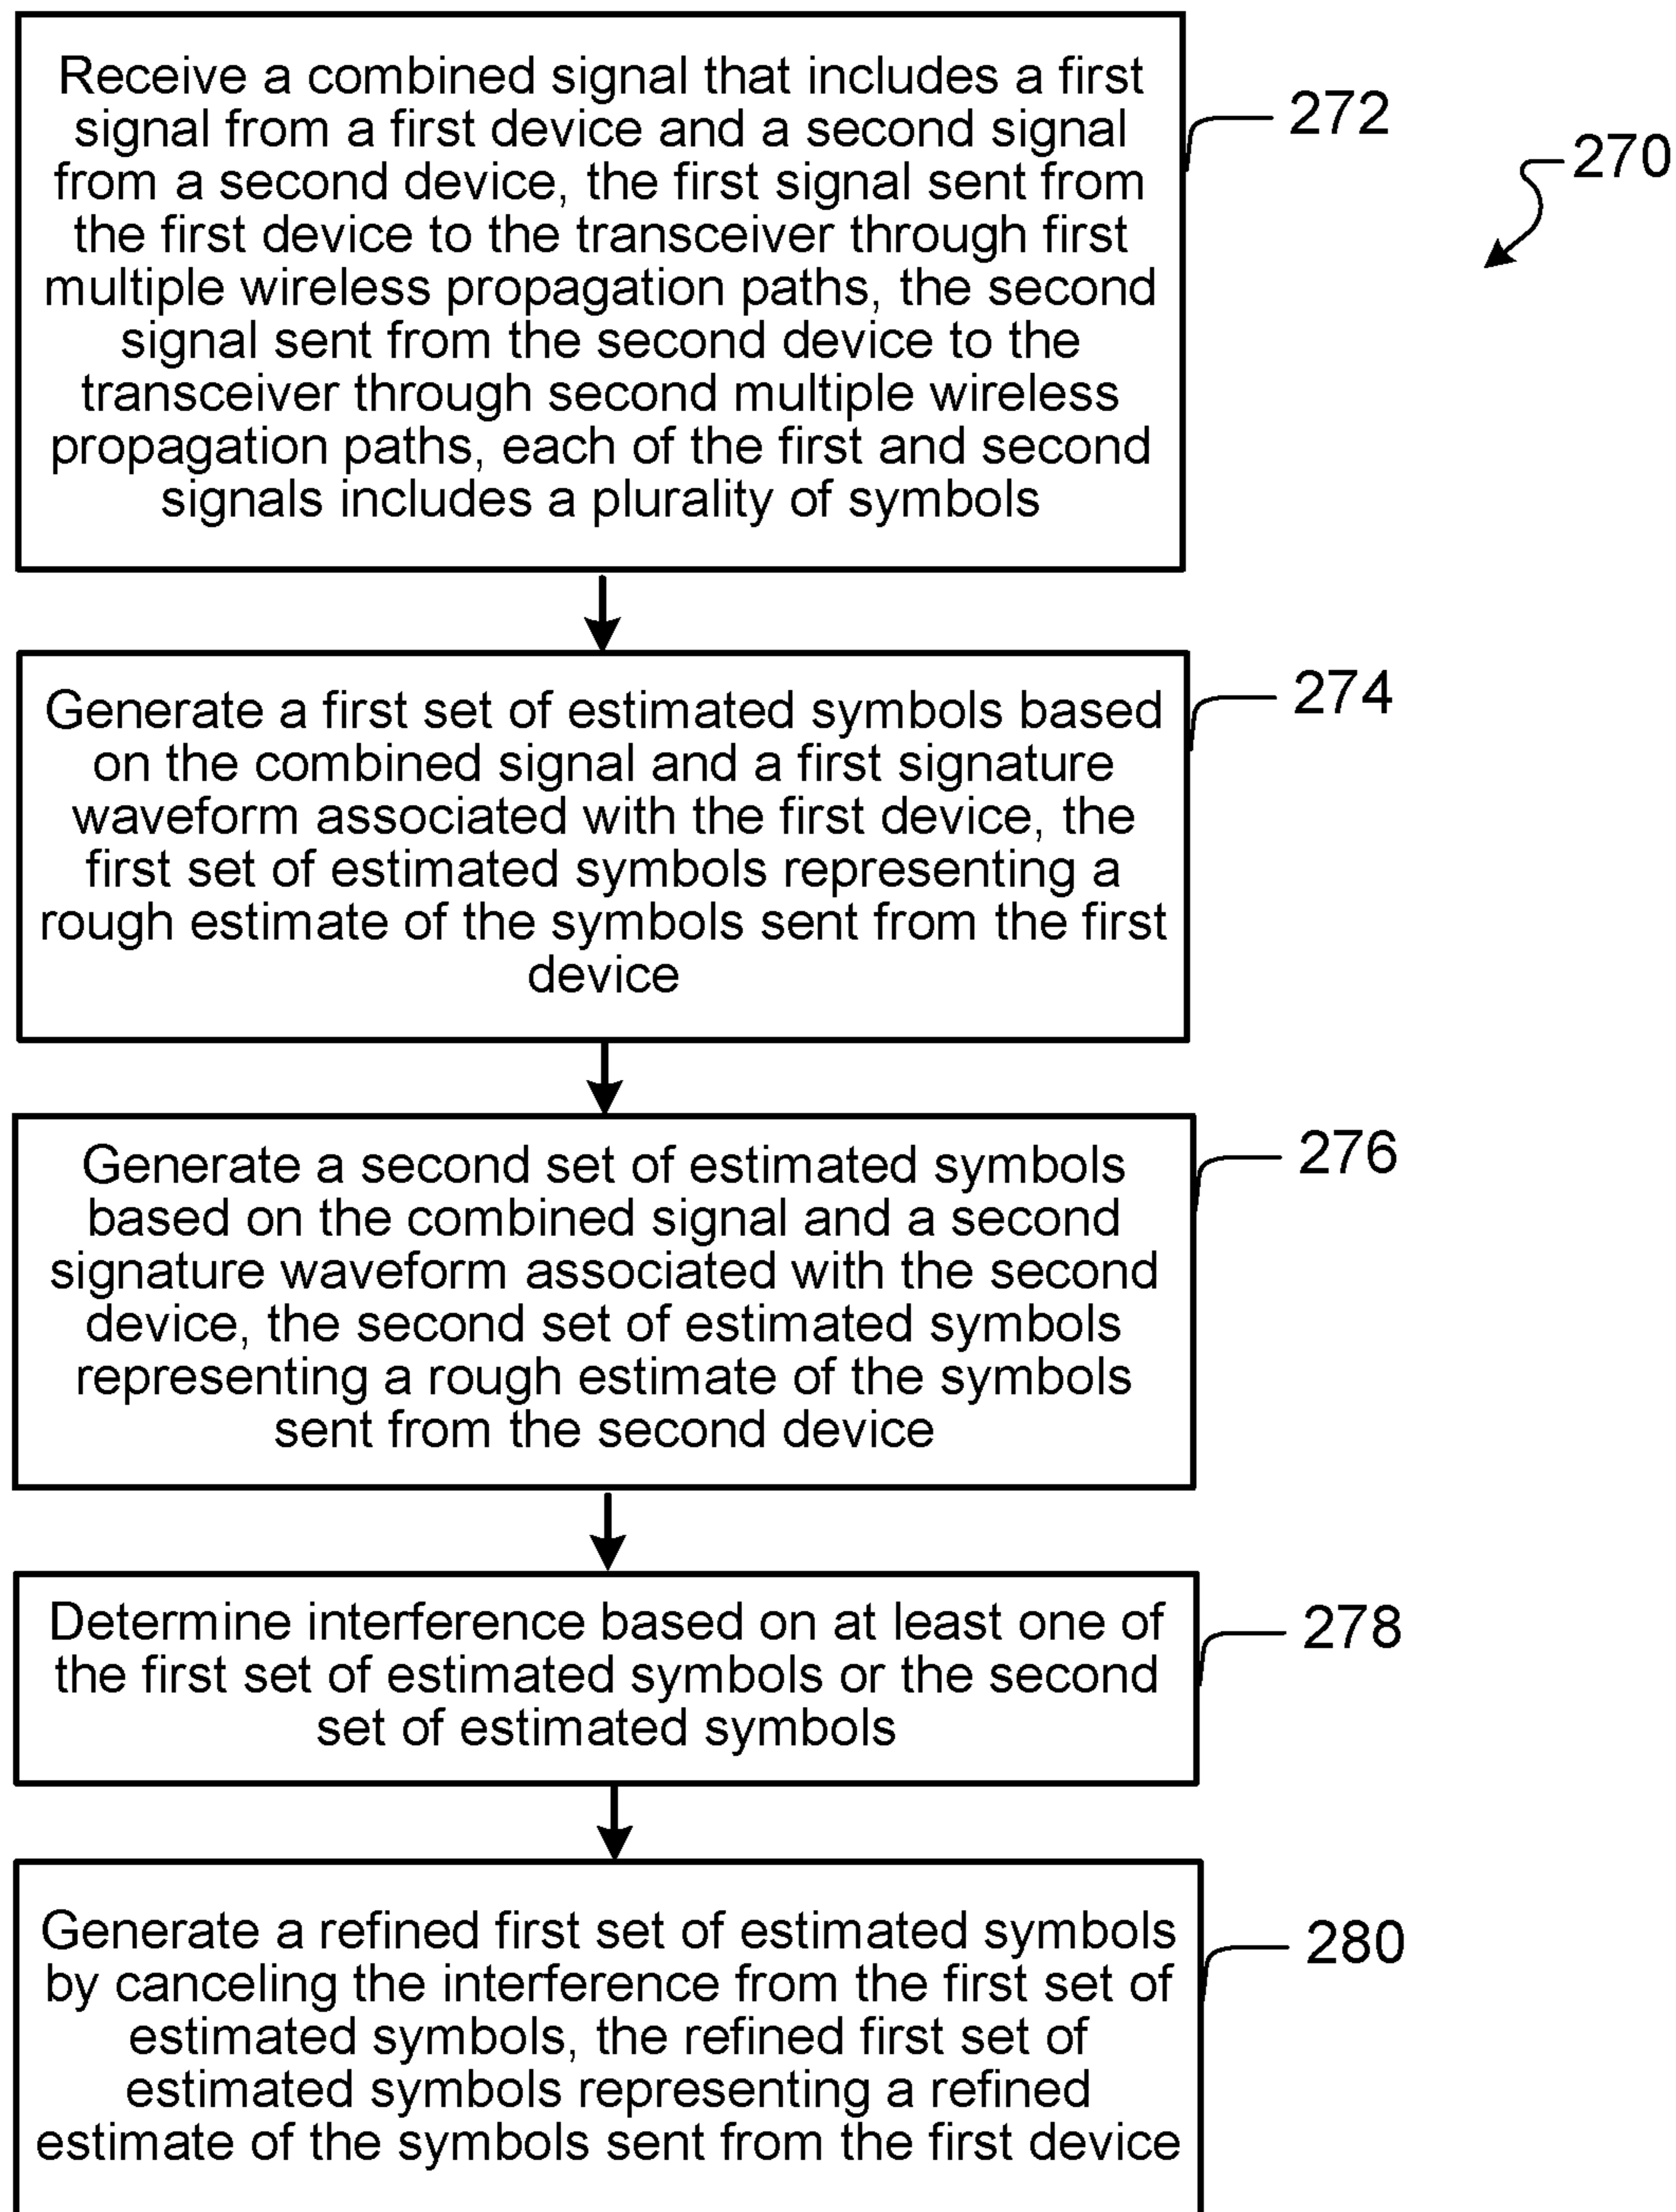 Receive a combined signal that includes a first
signal from a first device and a second signal
from a second device, the first signal sent from
the first device to the transceiver through first
multiple wireless propagation paths, the second
signal sent from the second device to the
transceiver through second multiple wireless
propagation paths, each of the first and second
signals includes a plurality of symbols
272
270
Generate a first set of estimated symbols based
on the combined signal and a first signature
waveform associated with the first device, the
first set of estimated symbols representing a
rough estimate of the symbols sent from the first
device
274
Generate a second set of estimated symbols
based on the combined signal and a second
signature waveform associated with the second
device, the second set of estimated symbols
representing a rough estimate of the symbols
sent from the second device
276
Determine interference based on at least one of
the first set of estimated symbols or the second
set of estimated symbols
278
Generate a refined first set of estimated symbols
by canceling the interference from the first set of
estimated symbols, the refined first set of
estimated symbols representing a refined
estimate of the symbols sent from the first device
280